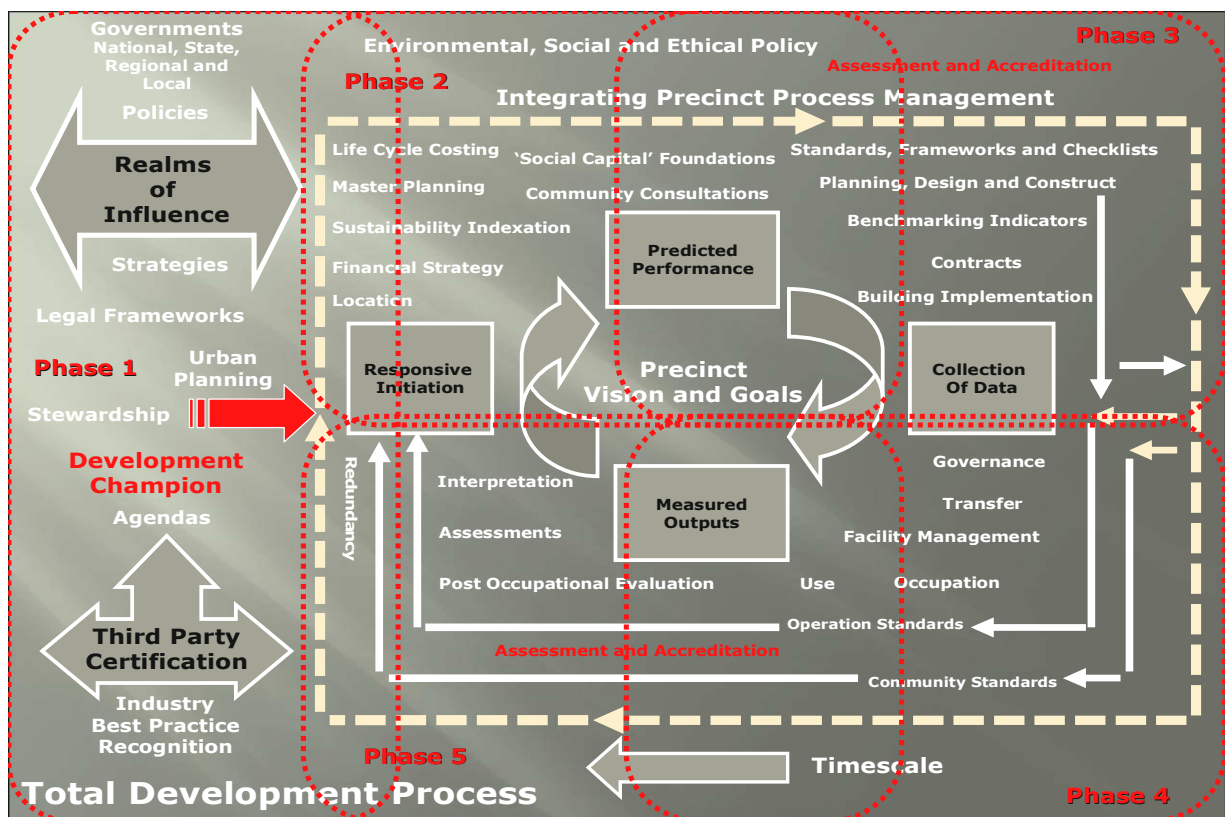 Governments
National, State,
Regional and
Local
Policies
Realms
of
Influence
Strategies
Legal Frameworks
Phase 1
Urban
Planning
Stewardship
Development
Champion
Agendas
Third Party
Certification
Industry
Best Practice
Recognition
Total Development Process
Environmental, Social and Ethical Policy
Phase 2
Phase 3
Assessment and Accreditation
Integrating Precinct Process Management
Life Cycle Costing
Master Planning
Sustainability Indexation
Financial Strategy
Location
‘Social Capital’ Foundations
Community Consultations
Standards, Frameworks and Checklists
Planning, Design and Construct
Benchmarking Indicators
Contracts
Building Implementation
Predicted
Performance
Responsive
Initiation
Precinct
Vision and Goals
Collection
Of Data
Measured
Outputs
Redundancy
Interpretation
Assessments
Post Occupational Evaluation
Use
Occupation
Governance
Transfer
Facility Management
Operation Standards
Assessment and Accreditation
Community Standards
Phase 5
Timescale
Phase 4